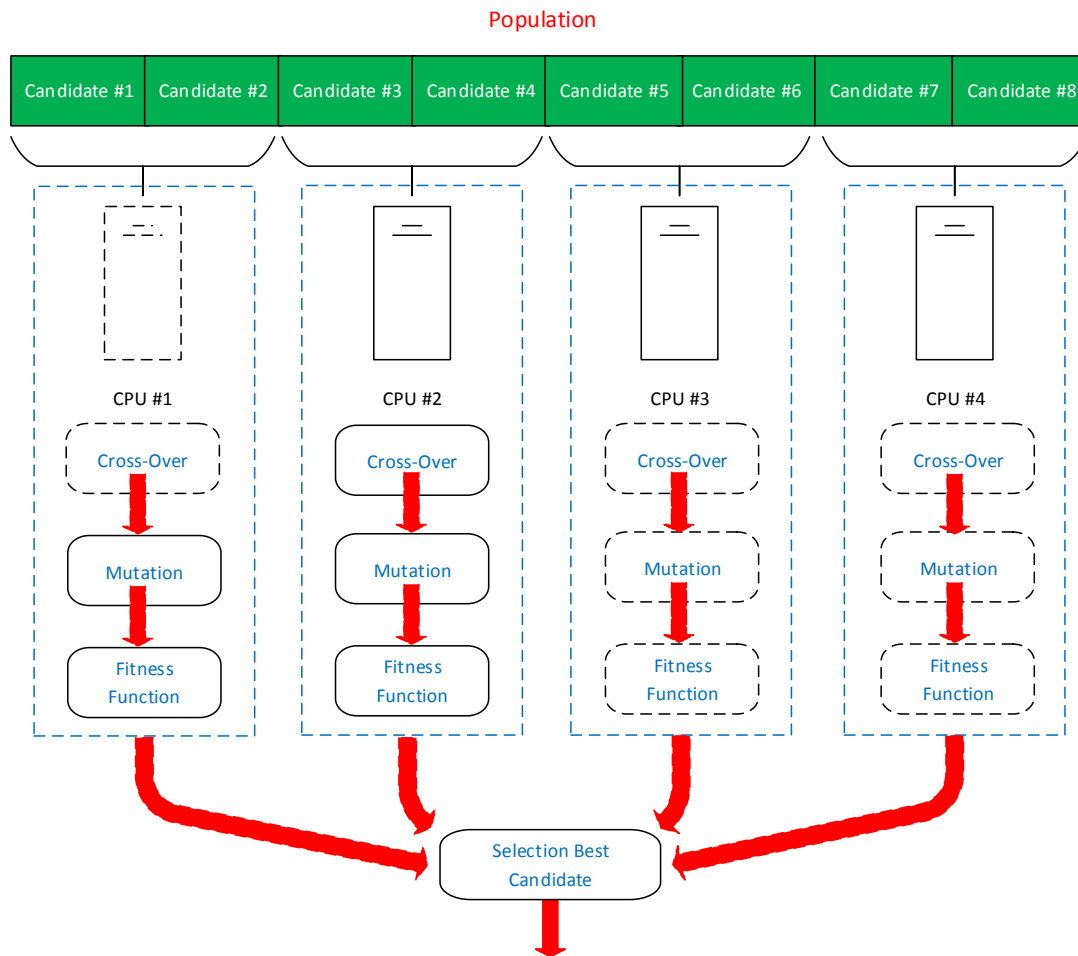 Population
Candidate #1 Candidate #2 Candidate #3 Candidate #4 Candidate #5 Candidate #6 Candidate #7 Candidate #8
CPU #1 CPU #2 CPU #3 CPU #4
Cross-Over Cross-Over Cross-Over Cross-Over
Mutation Mutation Mutation Mutation
Fitness Fitness Fitness Fitness
Function Function Function Function
Selection Best
Candidate